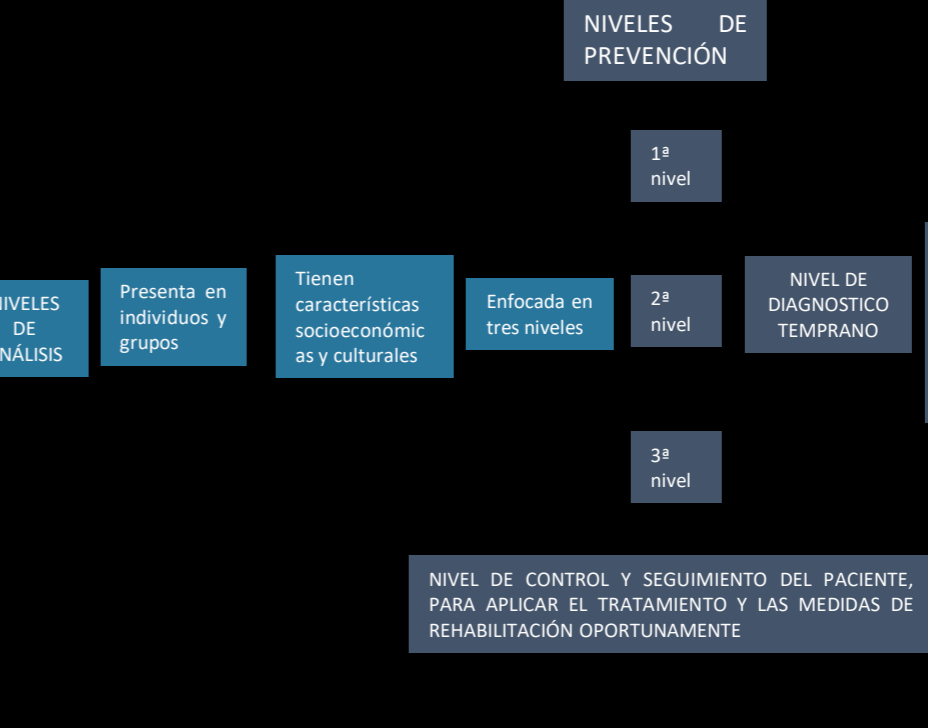 NIVELES DE
PREVENCIÓN
1ª
nivel
DE
Presenta en
individuos y
grupos
Tienen
características
socioeconómic
as y culturales
Enfocada en
tres niveles
2ª
nivel
NIVEL DE
DIAGNOSTICO
TEMPRANO
3ª
nivel
NIVEL DE CONTROL Y SEGUIMIENTO DEL PACIENTE,
PARA APLICAR EL TRATAMIENTO Y LAS MEDIDAS DE
REHABILITACIÓN OPORTUNAMENTE